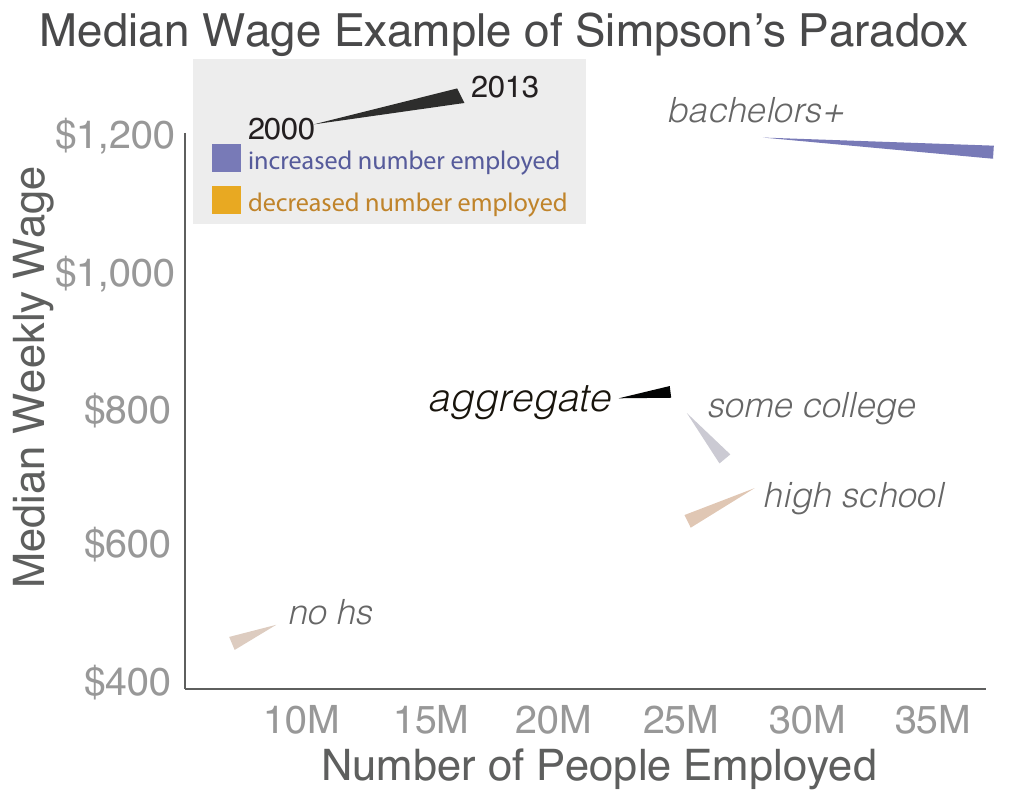 Median Wage Example of Simpson’s Paradox
2013
2000
increased number employed
decreased number employed
bachelors+
Median Weekly Wage
$1,200
$1,000
$800
$600
$400
aggregate
some college
high school
no hs
10M 15M 20M 25M 30M 35M
Number of People Employed